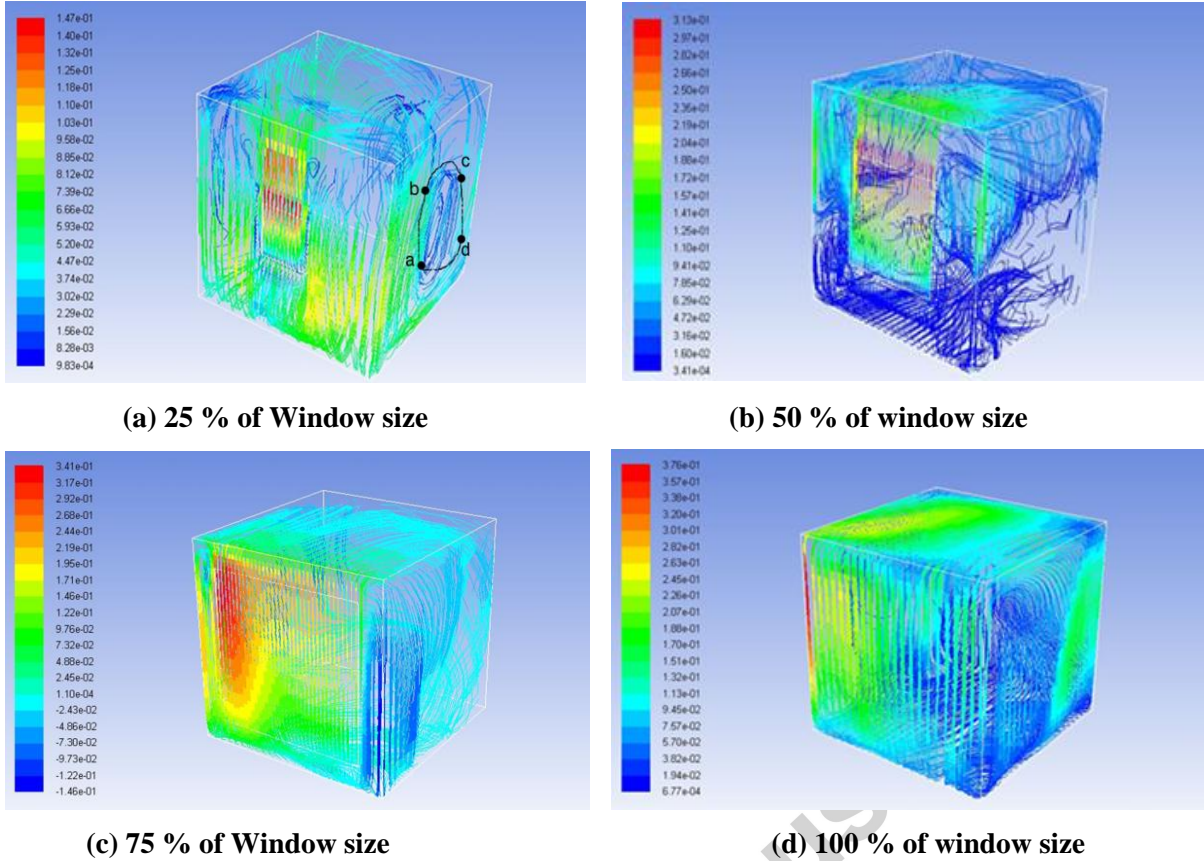 1.47e-01
1.40e-01
1.32e-01
1.25e-01
1.18e-01
1.10e-01
1.03e-01
9.58e-02
8.85e-02
8.12e-02
7.39e-02
6.66e-02
5.93e-02
5.20e-02
4.47e-02
3.74e-02
3.02e-02
2.29e-02
1.56e-02
8.28e-03
9.83e-04
c
b
d
a
(a) 25 % of Window size
3.13e-01
2.97e-01
2.82e-01
2.66e-01
2.50e-01
2.35e-01
2.19e-01
2.04e-01
1.88e-01
1.72e-01
1.57e-01
1.41e-01
1.25e-01
1.10e-01
9.41e-02
7.85e-02
6.29e-02
4.72e-02
3.16e-02
1.60e-02
3.41e-04
(b) 50 % of window size
3.41e-01
3.17e-01
2.92e-01
2.68e-01
2.44e-01
2.19e-01
1.95e-01
1.71e-01
1.46e-01
1.22e-01
9.76e-02
7.32e-02
4.88e-02
2.45e-02
1.10e-04
-2.43e-02
-4.86e-02
-7.30e-02
-9.73e-02
-1.22e-01
-1.46e-01
(c) 75 % of Window size
3.76e-01
3.57e-01
3.38e-01
3.20e-01
3.01e-01
2.82e-01
2.63e-01
2.45e-01
2.26e-01
2.07e-01
1.88e-01
1.70e-01
1.51e-01
1.32e-01
1.13e-01
9.45e-02
7.57e-02
5.70e-02
3.82e-02
1.94e-02
6.77e-04
(d) 100 % of window size